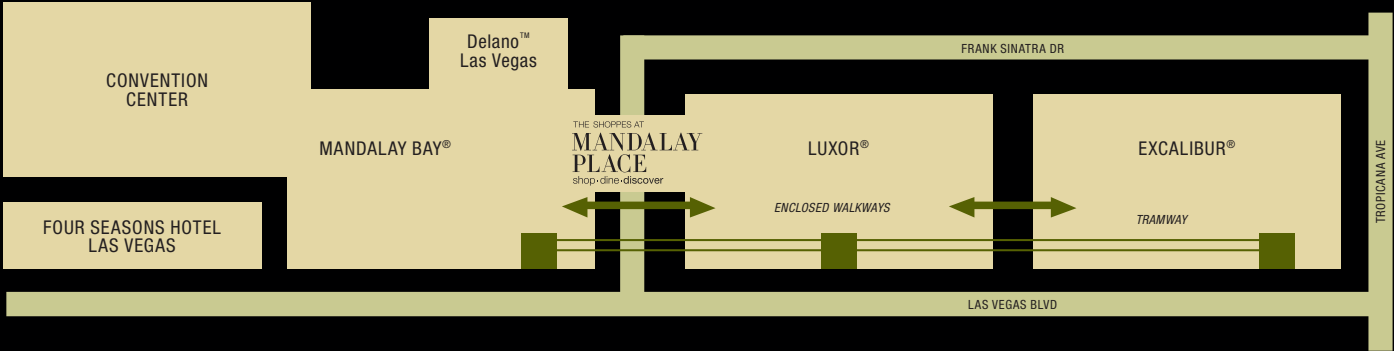 CONVENTION
CENTER
Delano™
Las Vegas
FRANK SINATRA DR
MANDALAY BAY®
THE SHOPPES AT
MANDALAY
PLACE
shop·dine·discover
LUXOR®
EXCALIBUR®
TROPICANA AVE
FOUR SEASONS HOTEL
LAS VEGAS
ENCLOSED WALKWAYS
TRAMWAY
LAS VEGAS BLVD